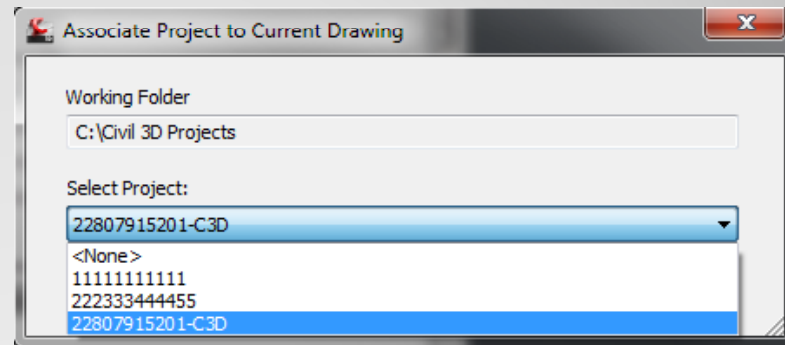 Associate Project to Current Drawing
Working Folder
C:\Civil 3D Projects
Select Project:
22807915201-C3D
<None>
11111111111
222333444455
22807915201-C3D